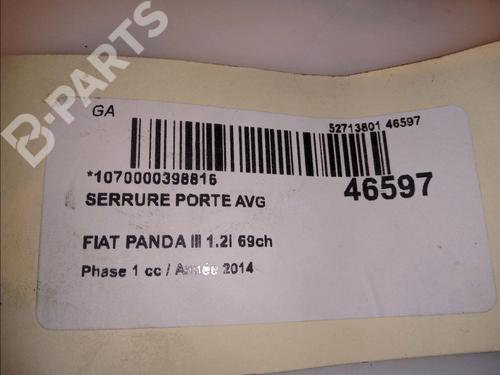 B-PARTS
GA
52713801 46597
*1070000398816
46597
SERRURE PORTE AVG
FIAT PANDA III 1.2i 69ch
Phase 1 cc / Année 2014